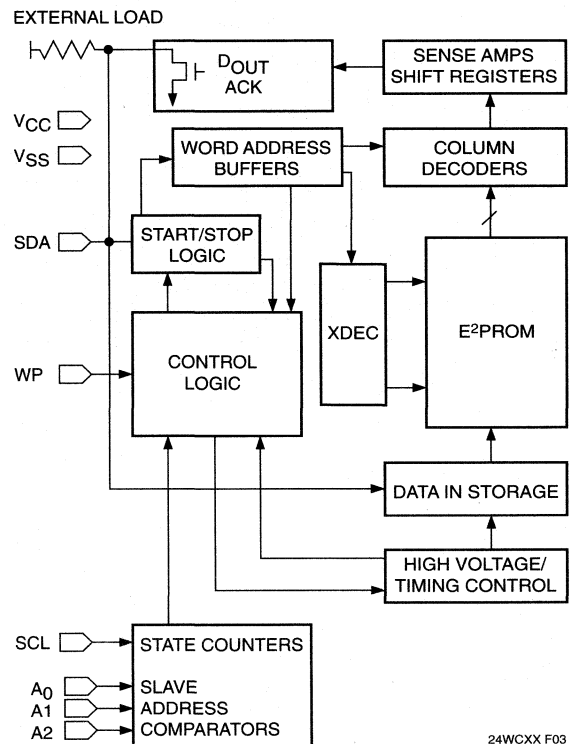 EXTERNAL LOAD
DOUT
ACK
SENSE AMPS
SHIFT REGISTERS
VCC
VSS
WORD ADDRESS
BUFFERS
COLUMN
DECODERS
SDA
START/STOP
LOGIC
XDEC
E²PROM
WP
CONTROL
LOGIC
DATA IN STORAGE
HIGH VOLTAGE/
TIMING CONTROL
SCL
STATE COUNTERS
A0
SLAVE
A1
ADDRESS
A2
COMPARATORS
24WCXX F03